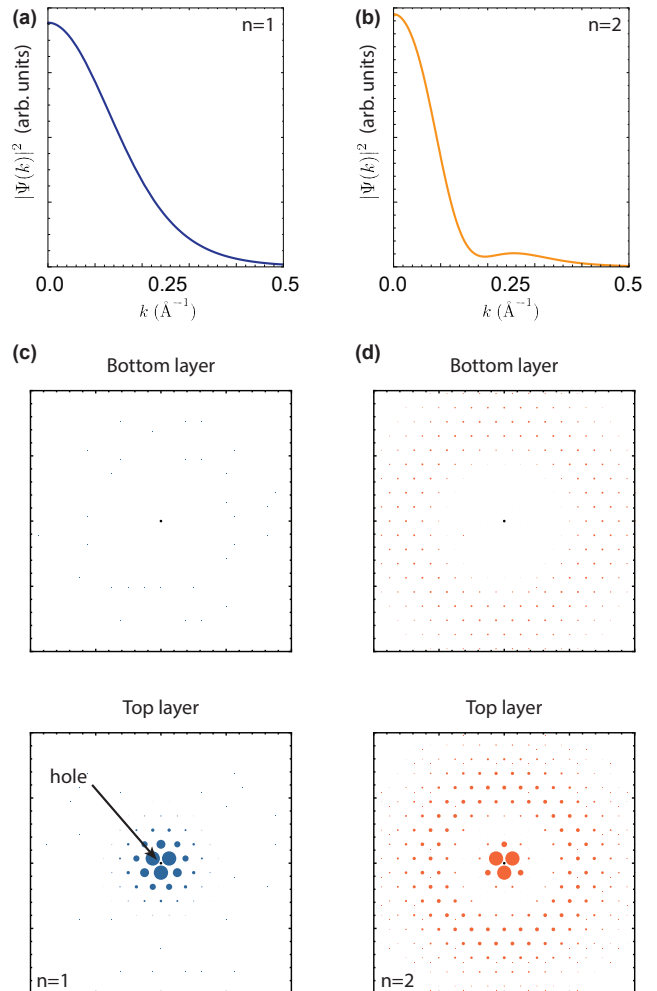 (a)
n=1
|Ψ(k)|² (arb. units)
0.0
0.25
0.5
k (Å⁻¹)
(b)
n=2
|Ψ(k)|² (arb. units)
0.0
0.25
0.5
k (Å⁻¹)
(c)
Bottom layer
(d)
Bottom layer
Top layer
hole
n=1
Top layer
n=2